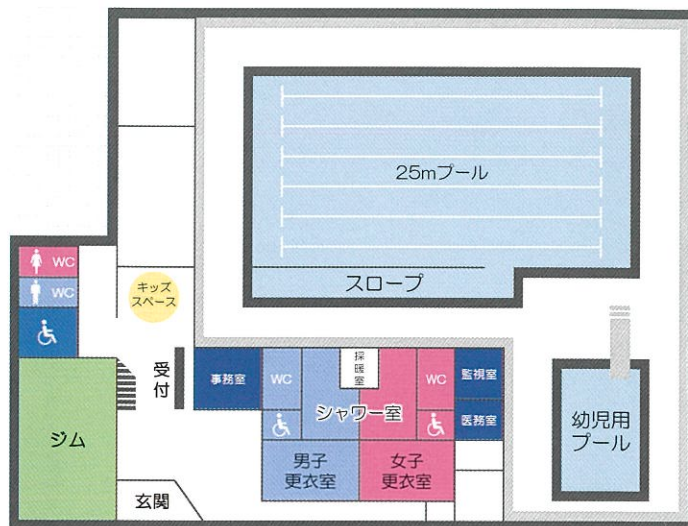 25mプール
スロープ
WC
WC
キッズ
スペース
受
付
事務室
WC
採
暖
室
WC
監視室
シャワー室
医務室
ジム
男子
更衣室
女子
更衣室
幼児用
プール
玄関